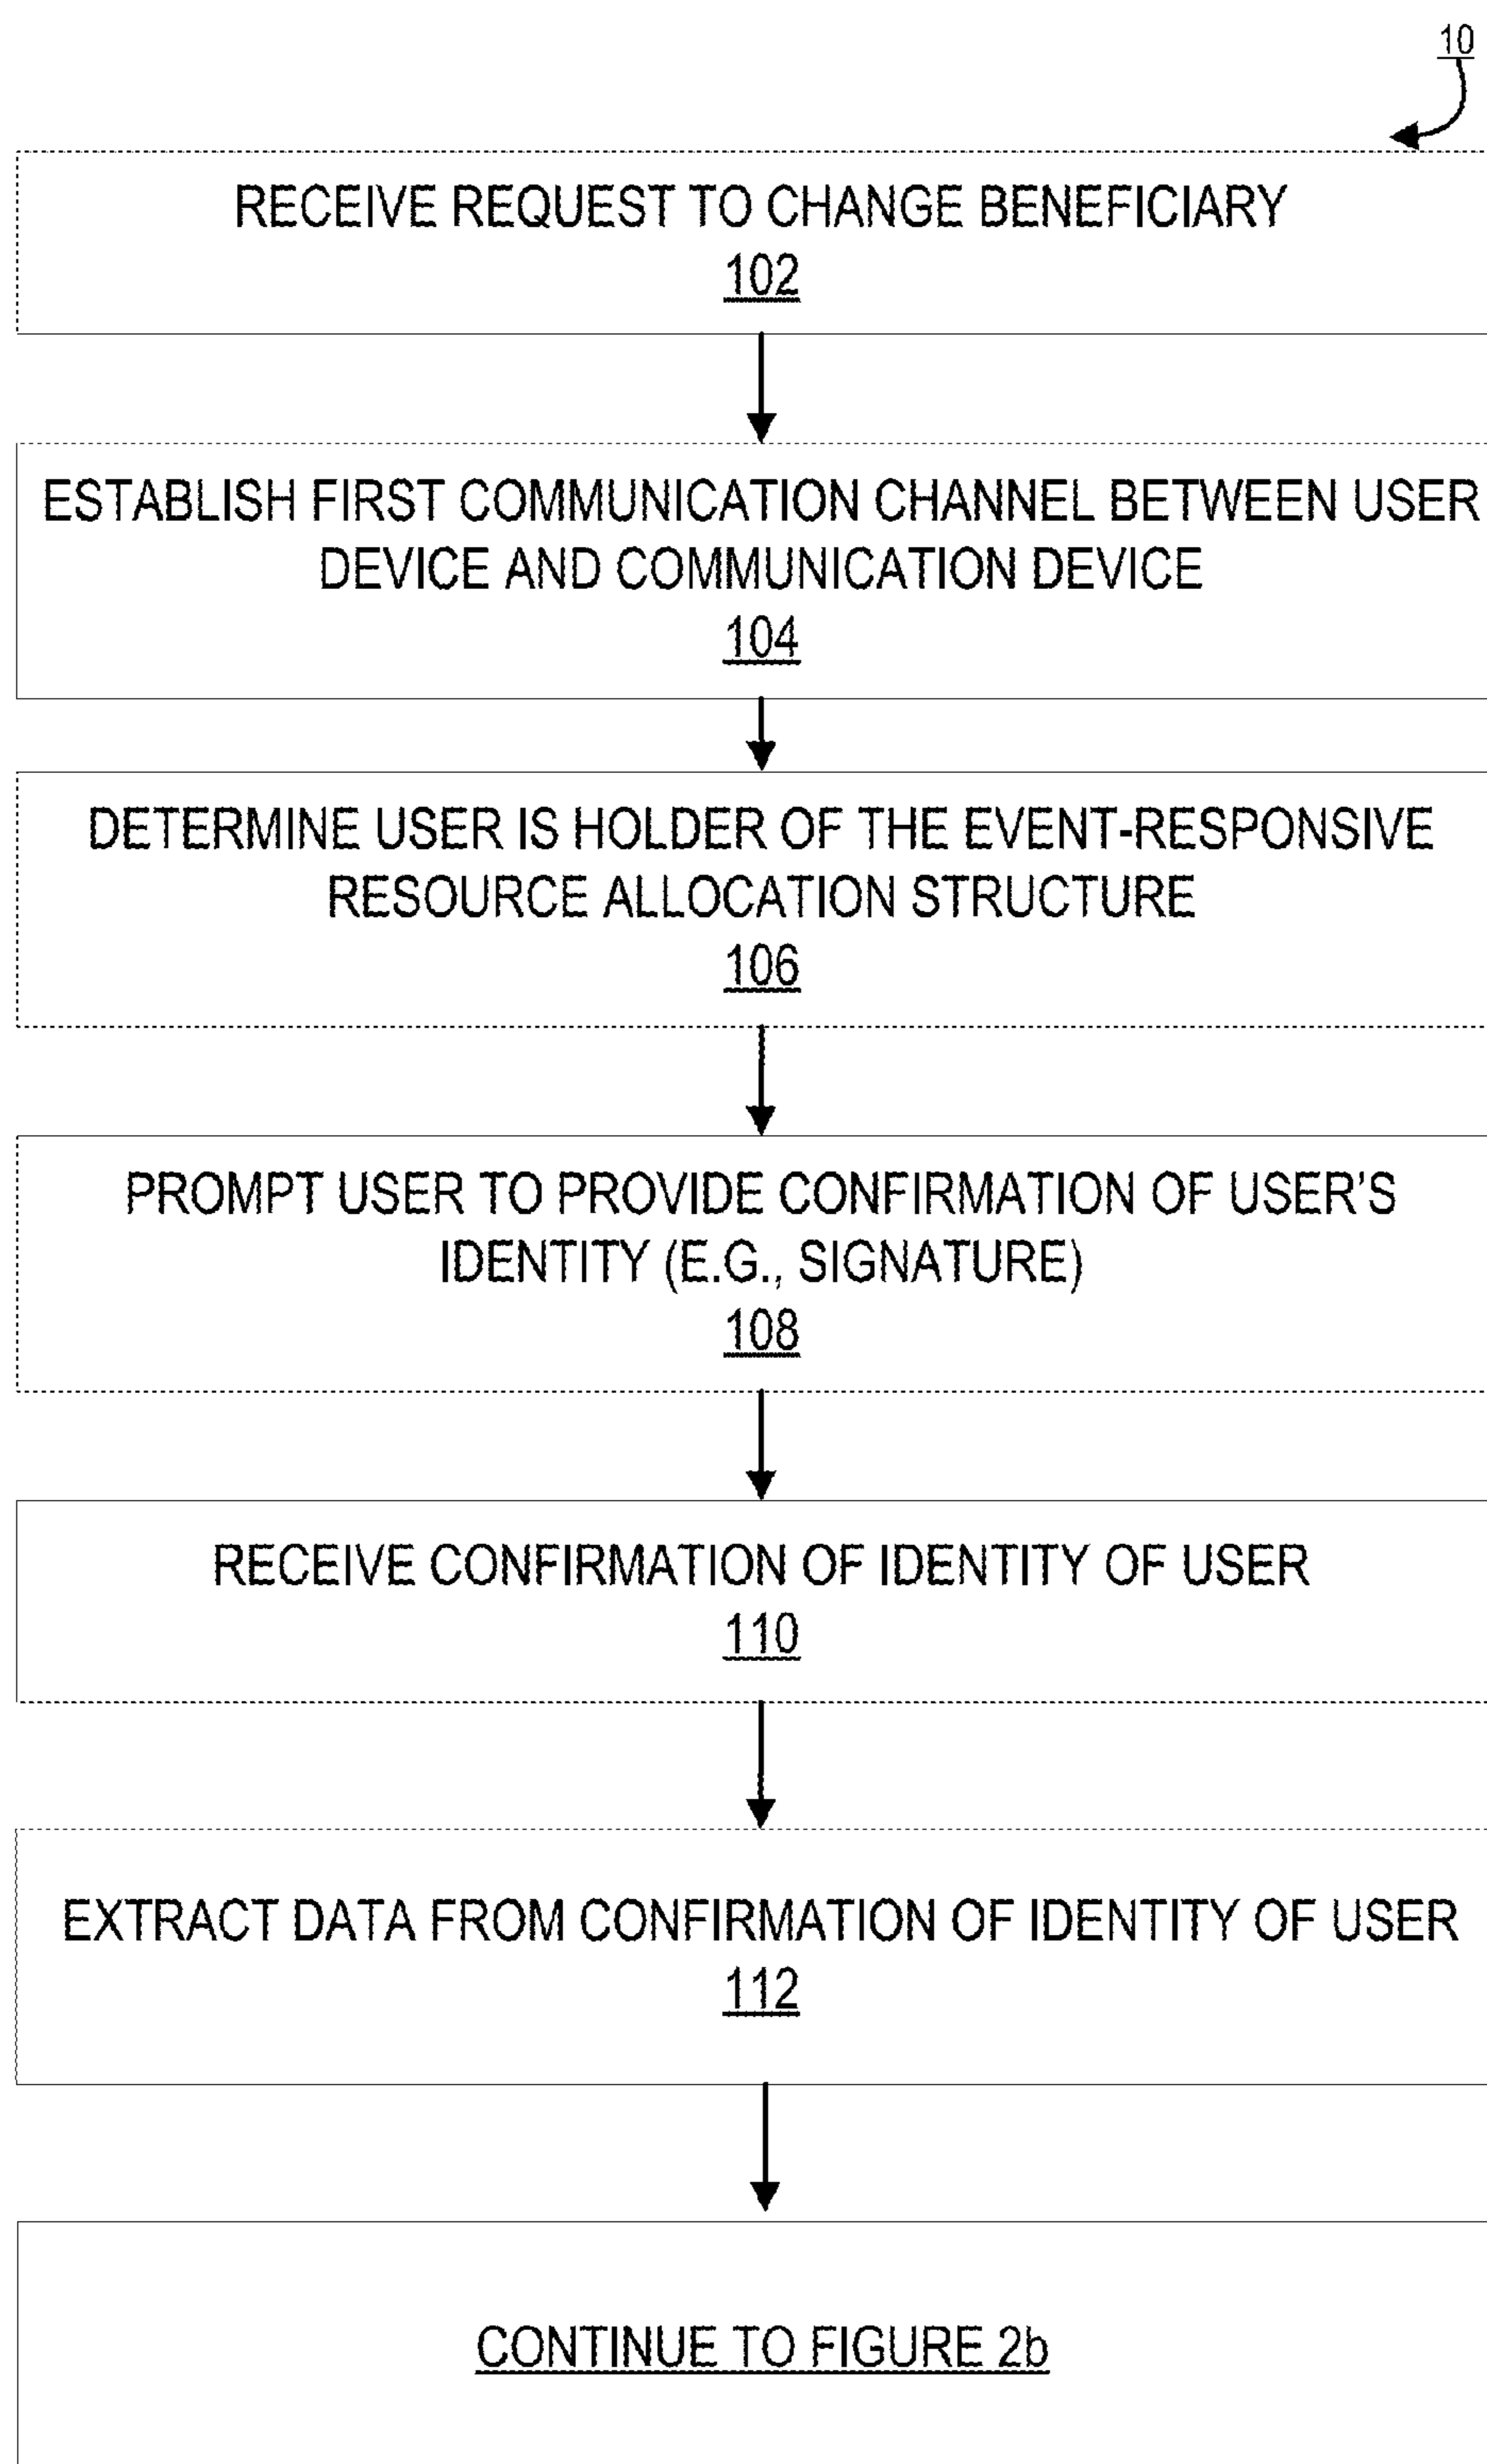 10
RECEIVE REQUEST TO CHANGE BENEFICIARY
102
ESTABLISH FIRST COMMUNICATION CHANNEL BETWEEN USER
DEVICE AND COMMUNICATION DEVICE
104
DETERMINE USER IS HOLDER OF THE EVENT-RESPONSIVE
RESOURCE ALLOCATION STRUCTURE
106
PROMPT USER TO PROVIDE CONFIRMATION OF USER'S
IDENTITY (E.G., SIGNATURE)
108
RECEIVE CONFIRMATION OF IDENTITY OF USER
110
EXTRACT DATA FROM CONFIRMATION OF IDENTITY OF USER
112
CONTINUE TO FIGURE 2b